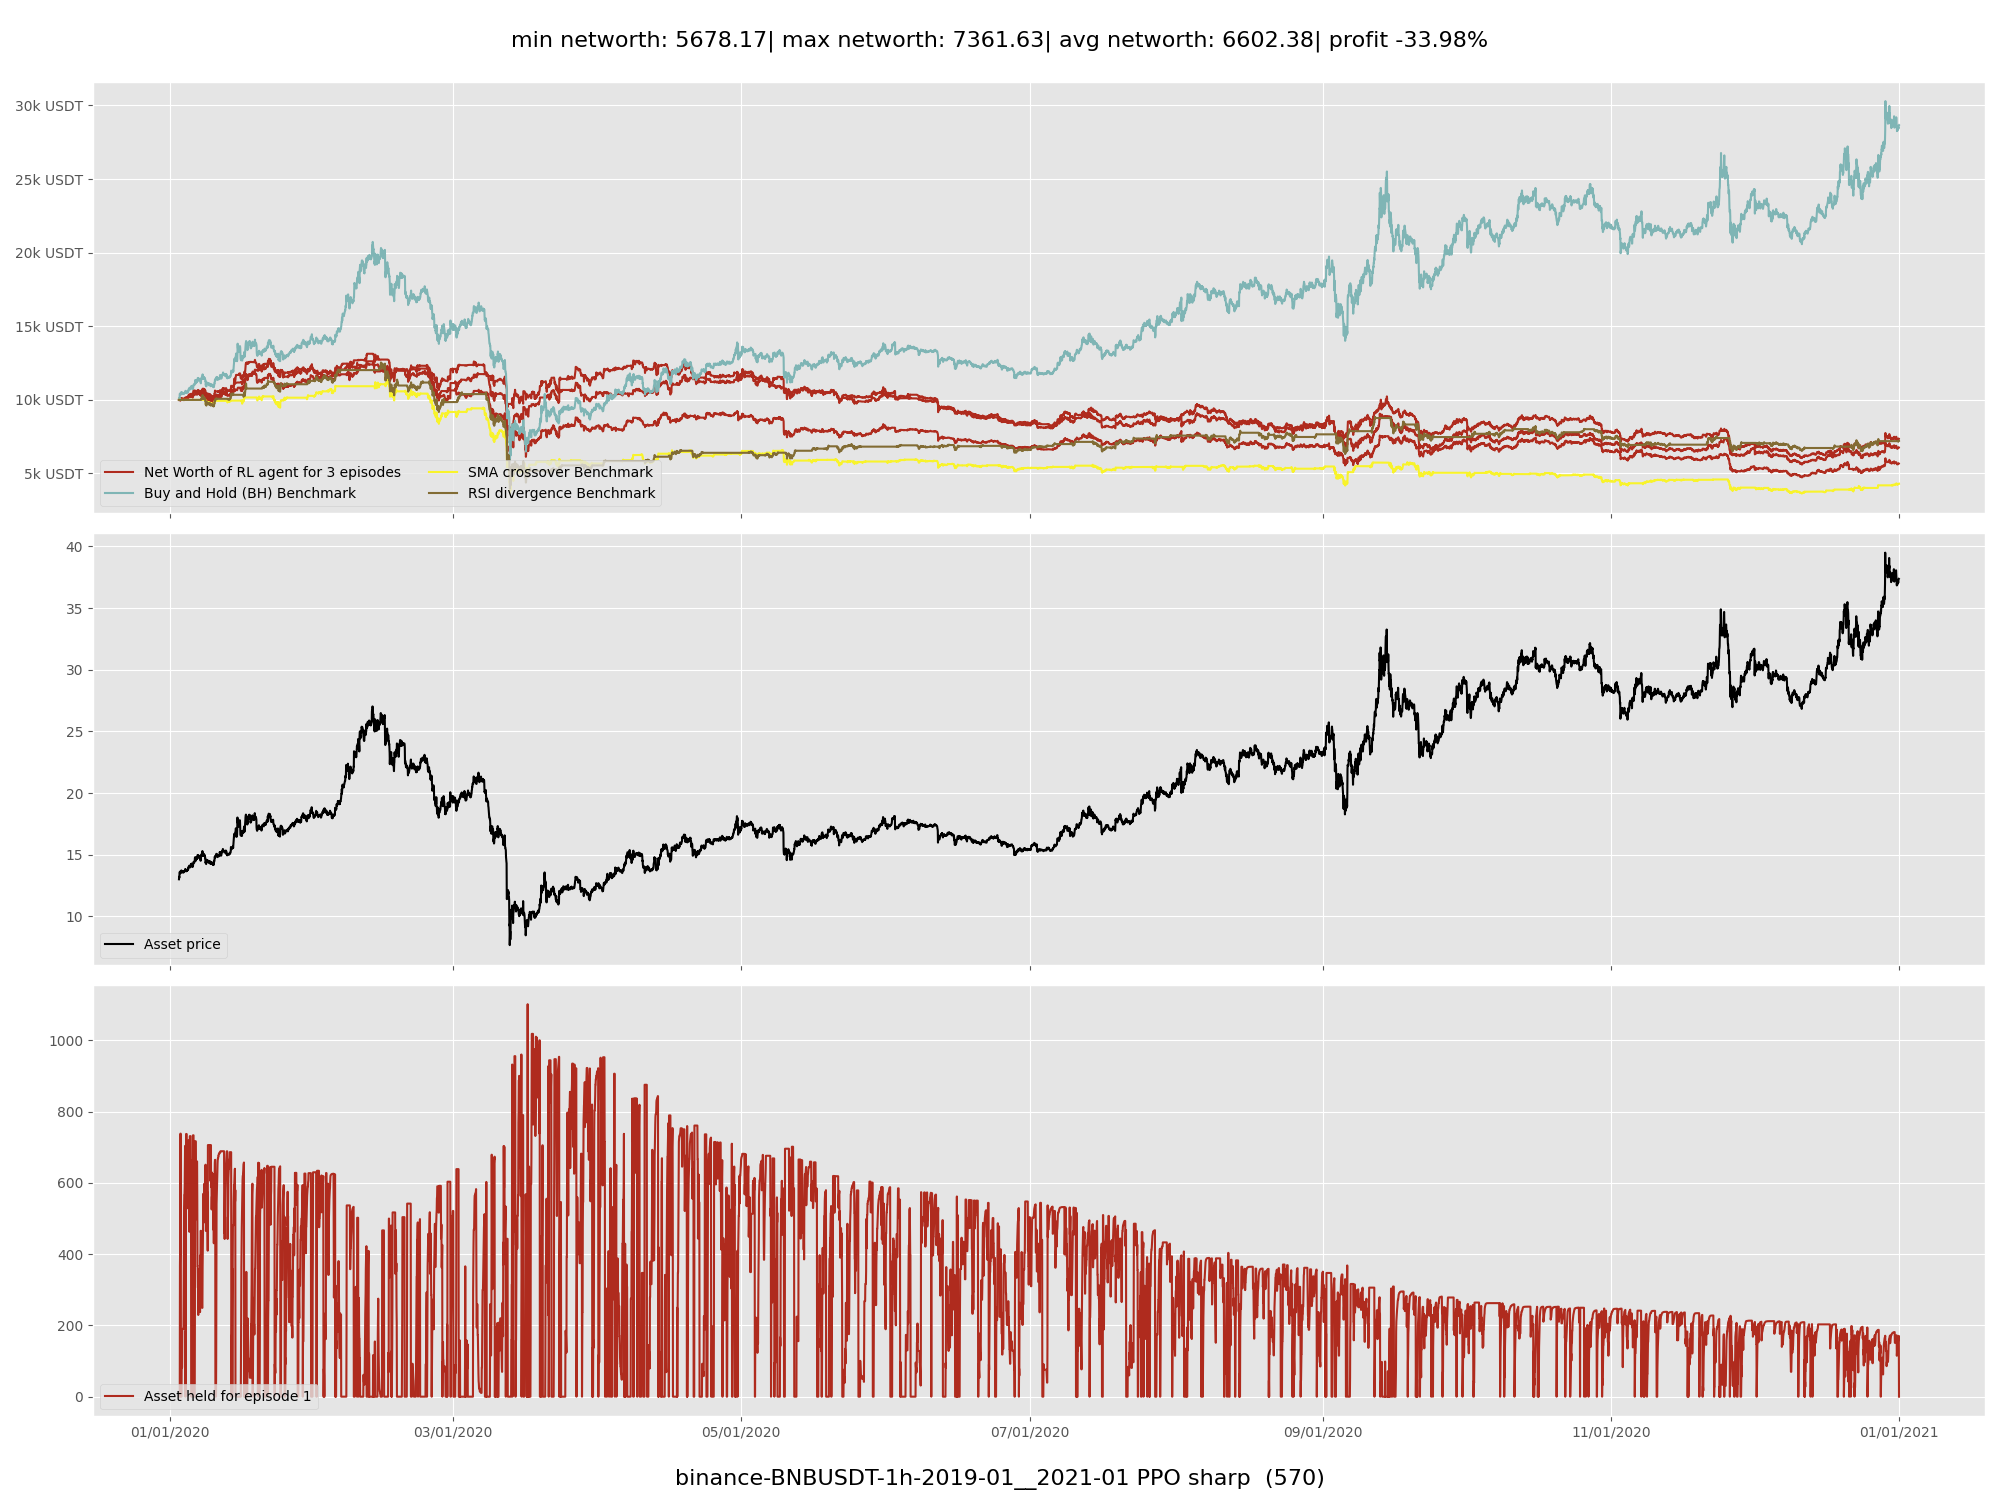 min networth: 5678.17| max networth: 7361.63| avg networth: 6602.38| profit -33.98%
30k USDT
25k USDT
20k USDT
15k USDT
10k USDT
5k USDT
Net Worth of RL agent for 3 episodes
Buy and Hold (BH) Benchmark
SMA crossover Benchmark
RSI divergence Benchmark
40
35
30
25
20
15
10
Asset price
1000
800
600
400
200
0
Asset held for episode 1
01/01/2020 03/01/2020 05/01/2020 07/01/2020 09/01/2020 11/01/2020 01/01/2021
binance-BNBUSDT-1h-2019-01__2021-01 PPO sharp (570)